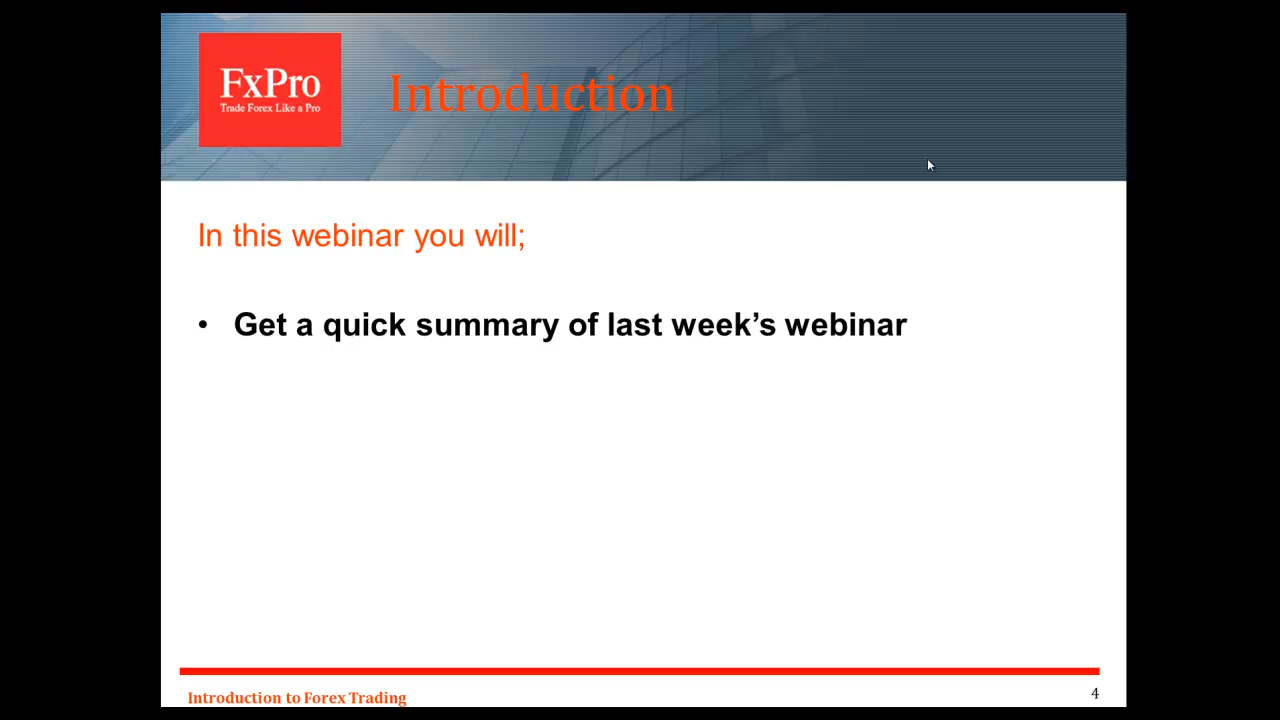 FxPro
Trade Forex Like a Pro
Introduction
In this webinar you will;
• Get a quick summary of last week’s webinar
Introduction to Forex Trading
4